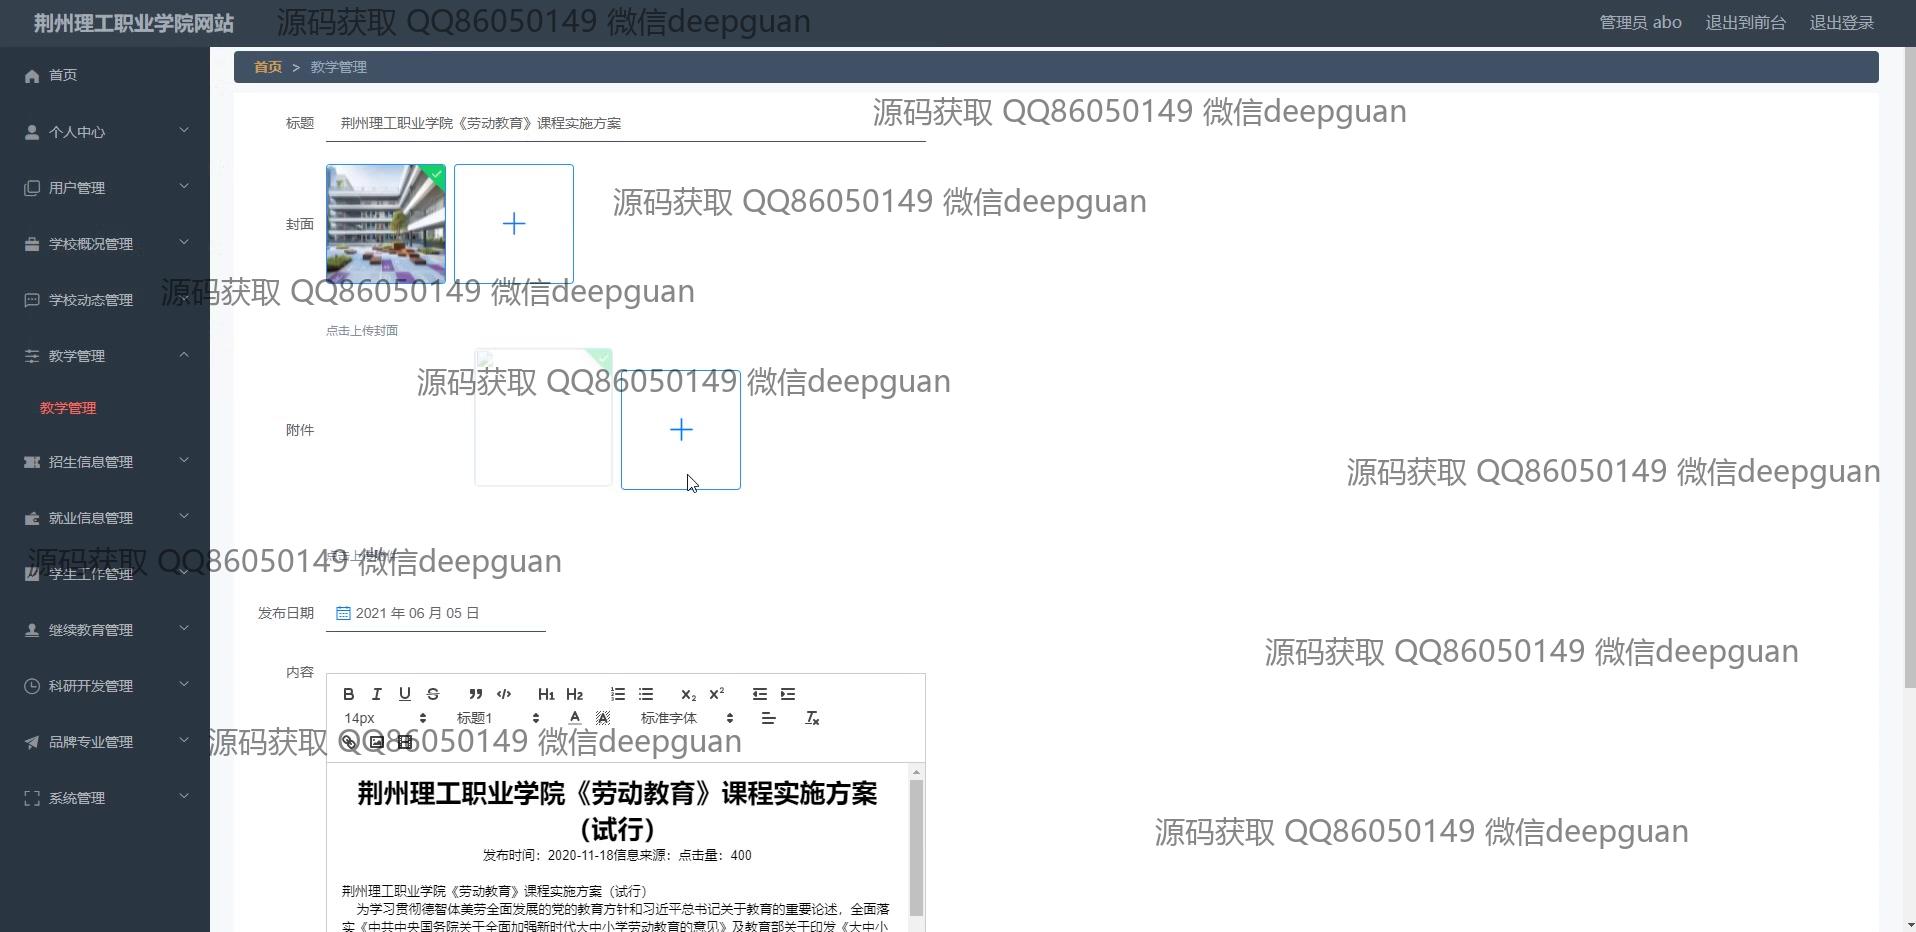 荆州理工职业学院网站
源码获取 QQ86050149 微信deepguan
管理员 abo
退出到前台
退出登录
首页
个人中心
用户管理
学校概况管理
学校动态管理
教学管理
教学管理
招生信息管理
就业信息管理
学生工作管理
继续教育管理
科研开发管理
品牌专业管理
系统管理
首页 > 教学管理
标题
荆州理工职业学院《劳动教育》课程实施方案
源码获取 QQ86050149 微信deepguan
源码获取 QQ86050149 微信deepguan
封面
源码获取 QQ86050149 微信deepguan
点击上传封面
源码获取 QQ86050149 微信deepguan
附件
源码获取 QQ86050149 微信deepguan
点击上传附件
源码获取 QQ86050149 微信deepguan
发布日期
2021 年 06 月 05 日
源码获取 QQ86050149 微信deepguan
内容
B I U S H1 H2 X2 X2
14px 标题1 A A 标准字体 Tx
源码获取 QQ86050149 微信deepguan
荆州理工职业学院《劳动教育》课程实施方案
（试行）
源码获取 QQ86050149 微信deepguan
发布时间：2020-11-18信息来源：点击量：400
荆州理工职业学院《劳动教育》课程实施方案（试行）
为学习贯彻德智体美劳全面发展的党的教育方针和习近平总书记关于教育的重要论述，全面落
实《中共中央国务院关于全面加强新时代大中小学劳动教育的意见》及教育部关于印发《大中小